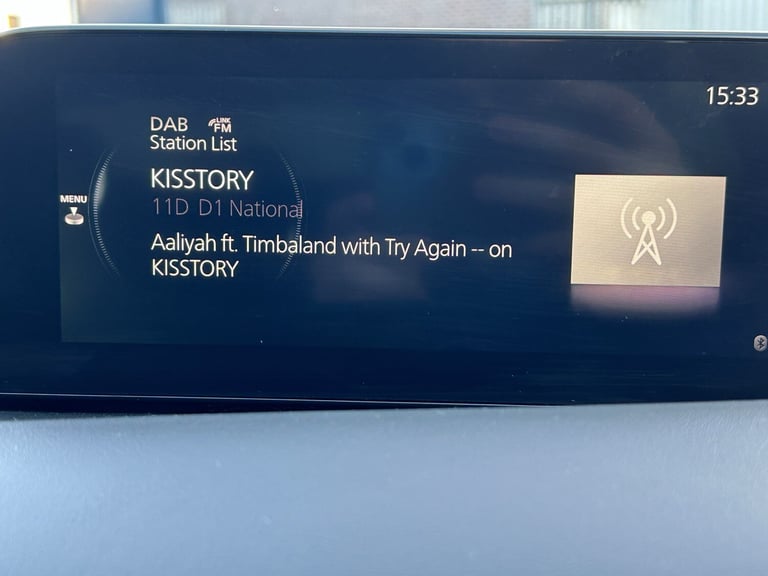 15:33
DAB LINK FM
Station List
KISSTORY
MENU
11D D1 National
Aaliyah ft. Timbaland with Try Again -- on
KISSTORY